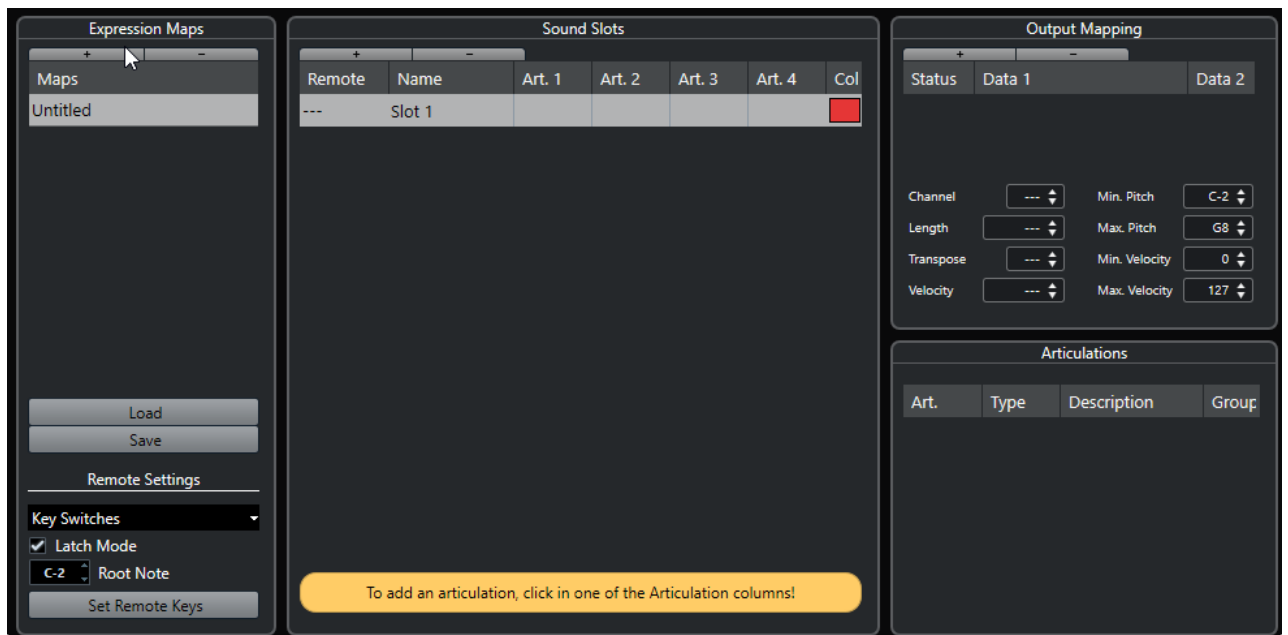 Expression Maps
+ -
Maps
Untitled
Load
Save
Remote Settings
Key Switches
Latch Mode
C-2 Root Note
Set Remote Keys
Sound Slots
+ -
Remote Name Art. 1 Art. 2 Art. 3 Art. 4 Col
--- Slot 1
To add an articulation, click in one of the Articulation columns!
Output Mapping
+ -
Status Data 1 Data 2
Channel --- Min. Pitch C-2
Length --- Max. Pitch G8
Transpose --- Min. Velocity 0
Velocity --- Max. Velocity 127
Articulations
Art. Type Description Group